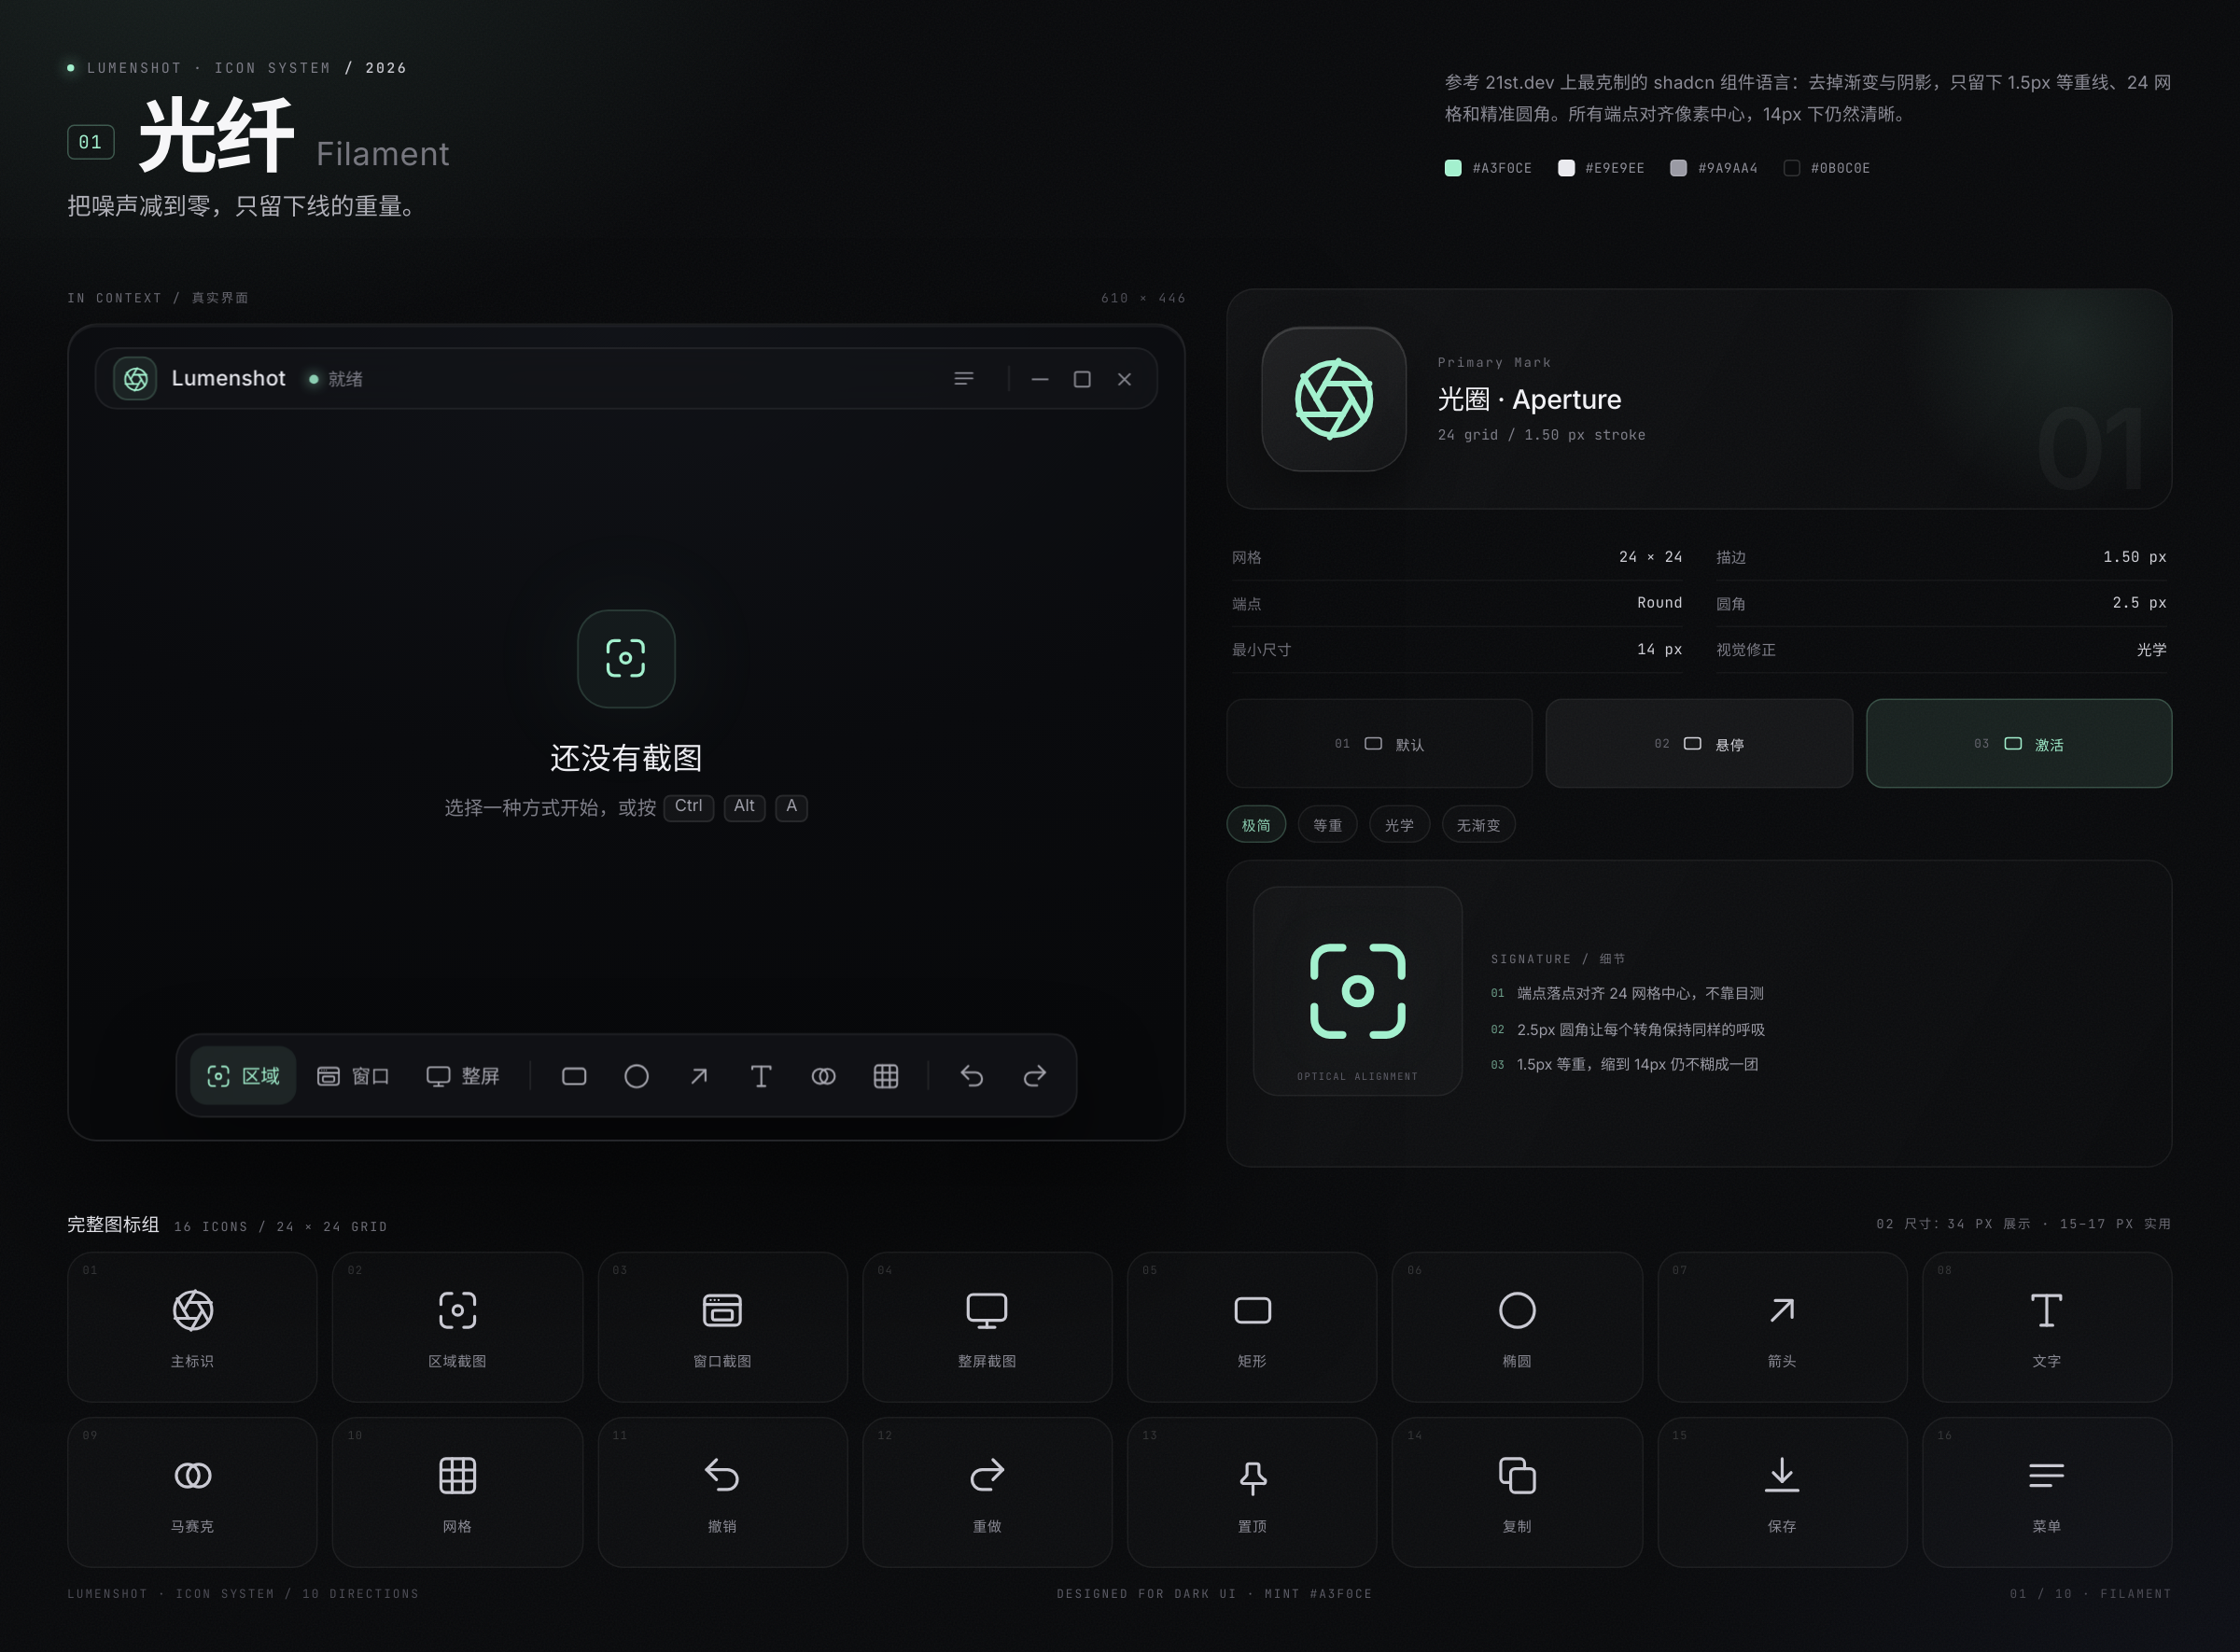 LUMENSHOT · ICON SYSTEM / 2026
01 光纤 Filament
把噪声减到零，只留下线的重量。
参考 21st.dev 上最克制的 shadcn 组件语言：去掉渐变与阴影，只留下 1.5px 等重线、24 网
格和精准圆角。所有端点对齐像素中心，14px 下仍然清晰。
#A3F0CE #E9E9EE #9A9AA4 #0B0C0E
IN CONTEXT / 真实界面
610 × 446
Lumenshot 就绪
还没有截图
选择一种方式开始，或按 Ctrl Alt A
区域 窗口 整屏
Primary Mark
光圈 · Aperture
24 grid / 1.50 px stroke
01
网格 24 × 24 描边 1.50 px
端点 Round 圆角 2.5 px
最小尺寸 14 px 视觉修正 光学
01 默认 02 悬停 03 激活
极简 等重 光学 无渐变
OPTICAL ALIGNMENT
SIGNATURE / 细节
01 端点落点对齐 24 网格中心，不靠目测
02 2.5px 圆角让每个转角保持同样的呼吸
03 1.5px 等重，缩到 14px 仍不糊成一团
完整图标组 16 ICONS / 24 × 24 GRID
02 尺寸：34 PX 展示 · 15–17 PX 实用
01 02 03 04 05 06 07 08
主标识 区域截图 窗口截图 整屏截图 矩形 椭圆 箭头 文字
09 10 11 12 13 14 15 16
马赛克 网格 撤销 重做 置顶 复制 保存 菜单
LUMENSHOT · ICON SYSTEM / 10 DIRECTIONS
DESIGNED FOR DARK UI · MINT #A3F0CE
01 / 10 · FILAMENT